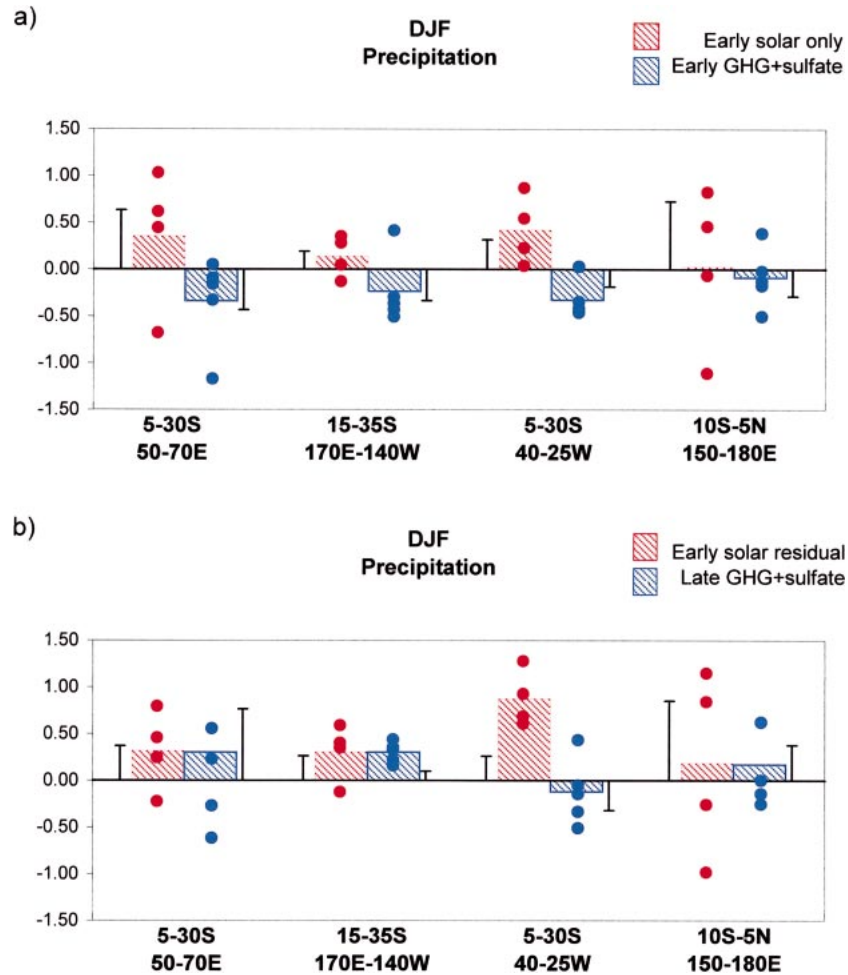 a)
DJF
Precipitation
Early solar only
Early GHG+sulfate
1.50
1.00
0.50
0.00
-0.50
-1.00
-1.50
5-30S
50-70E
15-35S
170E-140W
5-30S
40-25W
10S-5N
150-180E
b)
DJF
Precipitation
Early solar residual
Late GHG+sulfate
1.50
1.00
0.50
0.00
-0.50
-1.00
-1.50
5-30S
50-70E
15-35S
170E-140W
5-30S
40-25W
10S-5N
150-180E